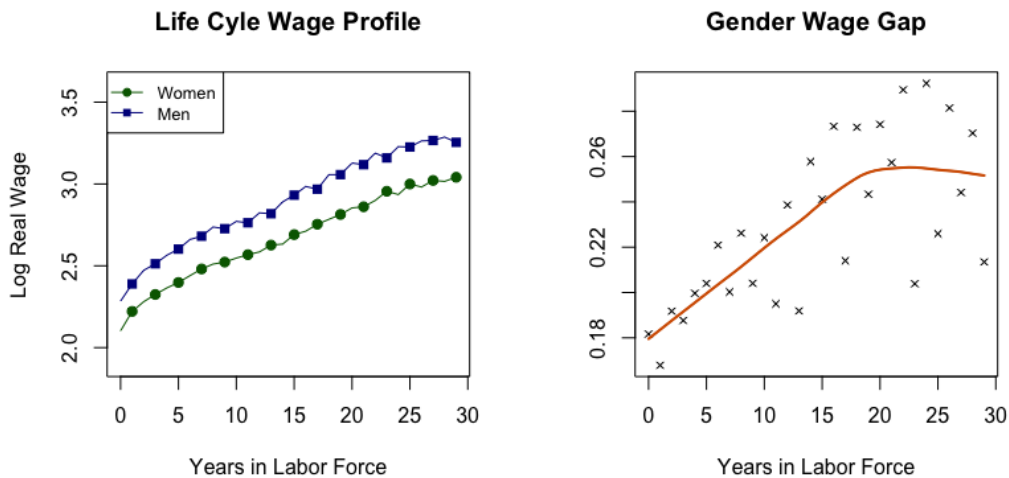 Life Cyle Wage Profile
Women
Men
Log Real Wage
3.5
3.0
2.5
2.0
0 5 10 15 20 25 30
Years in Labor Force
Gender Wage Gap
0.26
0.22
0.18
0 5 10 15 20 25 30
Years in Labor Force